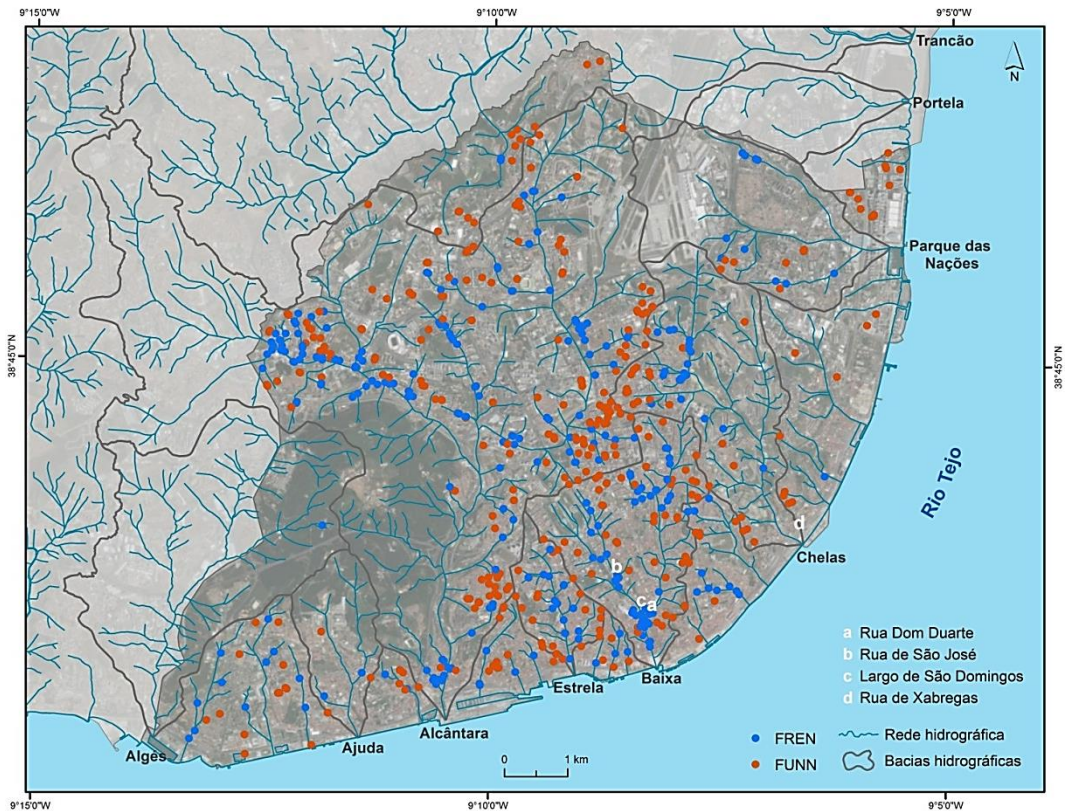 9°15'0"W
9°10'0"W
9°5'0"W
Trancão
N
Portela
Parque das
Nações
38°45'0"N
38°45'0"N
c
Rio Tejo
d
Chelas
b
ca
a Rua Dom Duarte
b Rua de São José
c Largo de São Domingos
d Rua de Xabregas
Baixa
Estrela
Alcântara
Ajuda
Algés
FREN
Rede hidrográfica
FUNN
Bacias hidrográficas
0 1 km
9°15'0"W
9°10'0"W
9°5'0"W